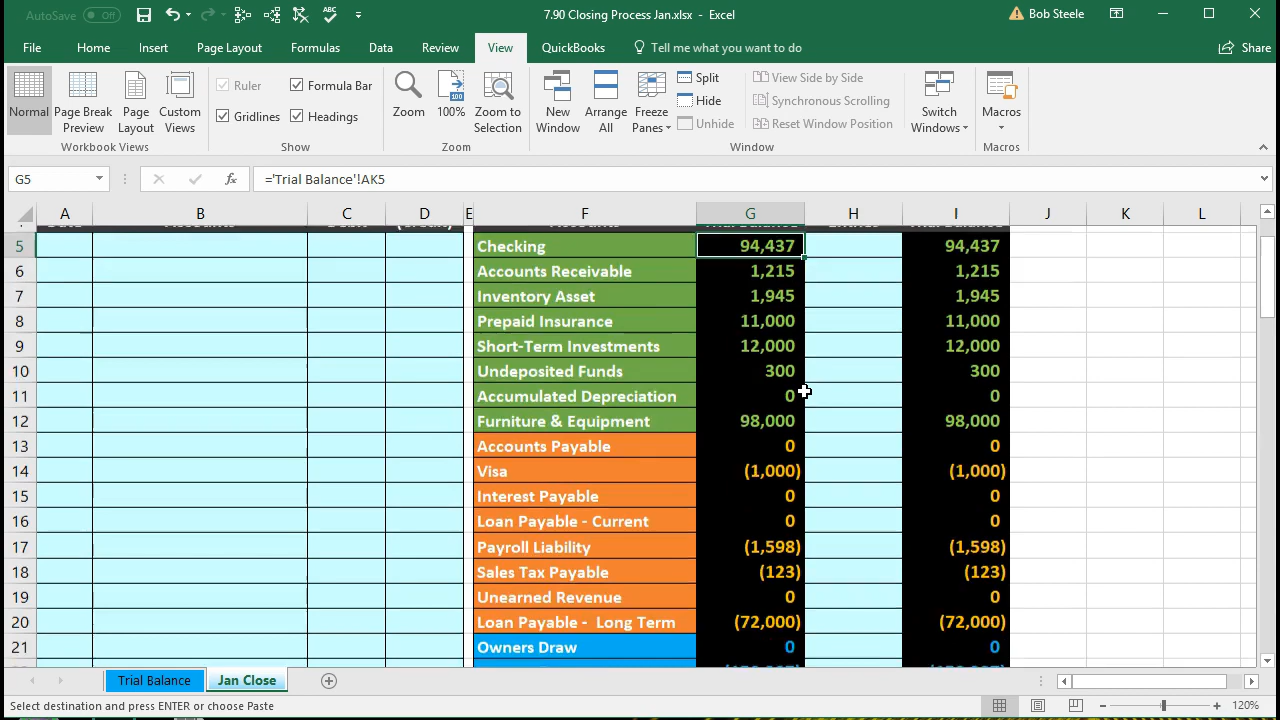 AutoSave Off
7.90 Closing Process Jan.xlsx - Excel
Bob Steele
File Home Insert Page Layout Formulas Data Review View QuickBooks Tell me what you want to do Share
Normal
Page Break Preview
Page Layout
Custom Views
Workbook Views
Ruler
Formula Bar
Gridlines
Headings
Show
Zoom
100
100%
Zoom to Selection
Zoom
New Window
Arrange All
Freeze Panes
Split
Hide
Unhide
View Side by Side
Synchronous Scrolling
Reset Window Position
Window
Switch Windows
Macros
Macros
G5 fx ='Trial Balance'!AK5
A B C D E F G H I J K L
5 Checking 94,437 94,437
6 Accounts Receivable 1,215 1,215
7 Inventory Asset 1,945 1,945
8 Prepaid Insurance 11,000 11,000
9 Short-Term Investments 12,000 12,000
10 Undeposited Funds 300 300
11 Accumulated Depreciation 0 0
12 Furniture & Equipment 98,000 98,000
13 Accounts Payable 0 0
14 Visa (1,000) (1,000)
15 Interest Payable 0 0
16 Loan Payable - Current 0 0
17 Payroll Liability (1,598) (1,598)
18 Sales Tax Payable (123) (123)
19 Unearned Revenue 0 0
20 Loan Payable - Long Term (72,000) (72,000)
21 Owners Draw 0 0
Trial Balance Jan Close
Select destination and press ENTER or choose Paste 120%